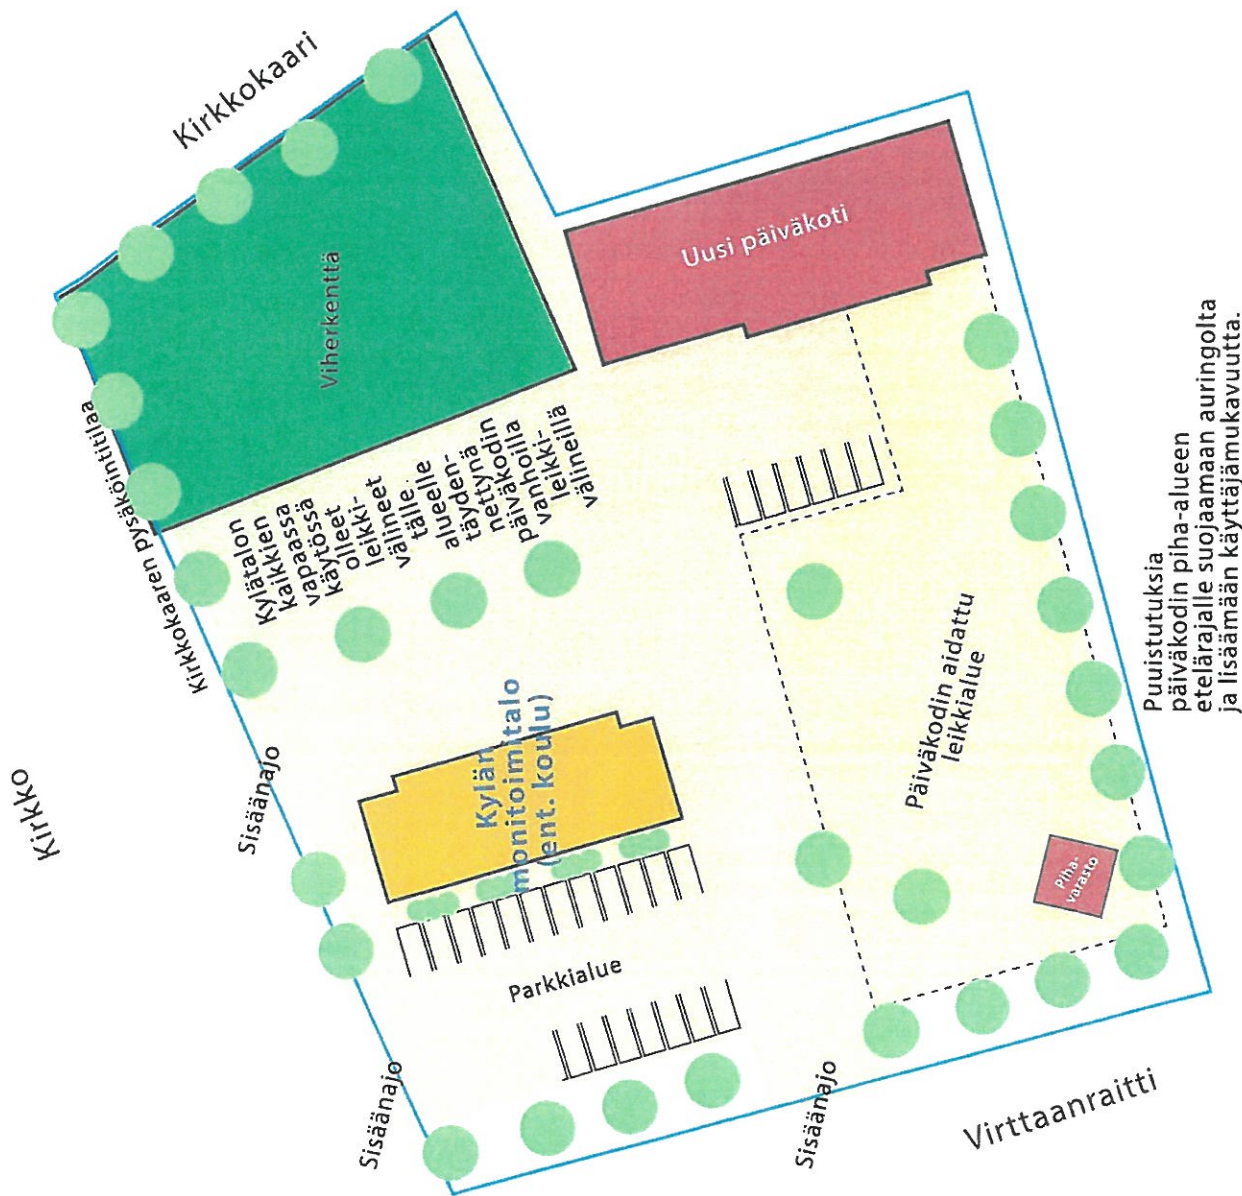 Kirkkokaari
Viherkenttä
Uusi päiväkoti
Kirkkokaaren pysäköintitilaa
Kylätalon
kaikkien
vapaassa
käytössä
olleet
leikki-
välineet
tälle
alueelle
täyden-
nettynä
päiväkodin
vanhoilla
leikki-
välineillä
Kirkko
Sisäänajo
Kylän
monitoimitalo
(ent. koulu)
Parkkialue
Sisäänajo
Sisäänajo
Päiväkodin aidattu
leikkialue
Piha-
varasto
Virttaanraitti
Puuistutuksia
päiväkodin piha-alueen
etelärajalle suojaamaan auringolta
ja lisäämään käyttäjämukavuutta.